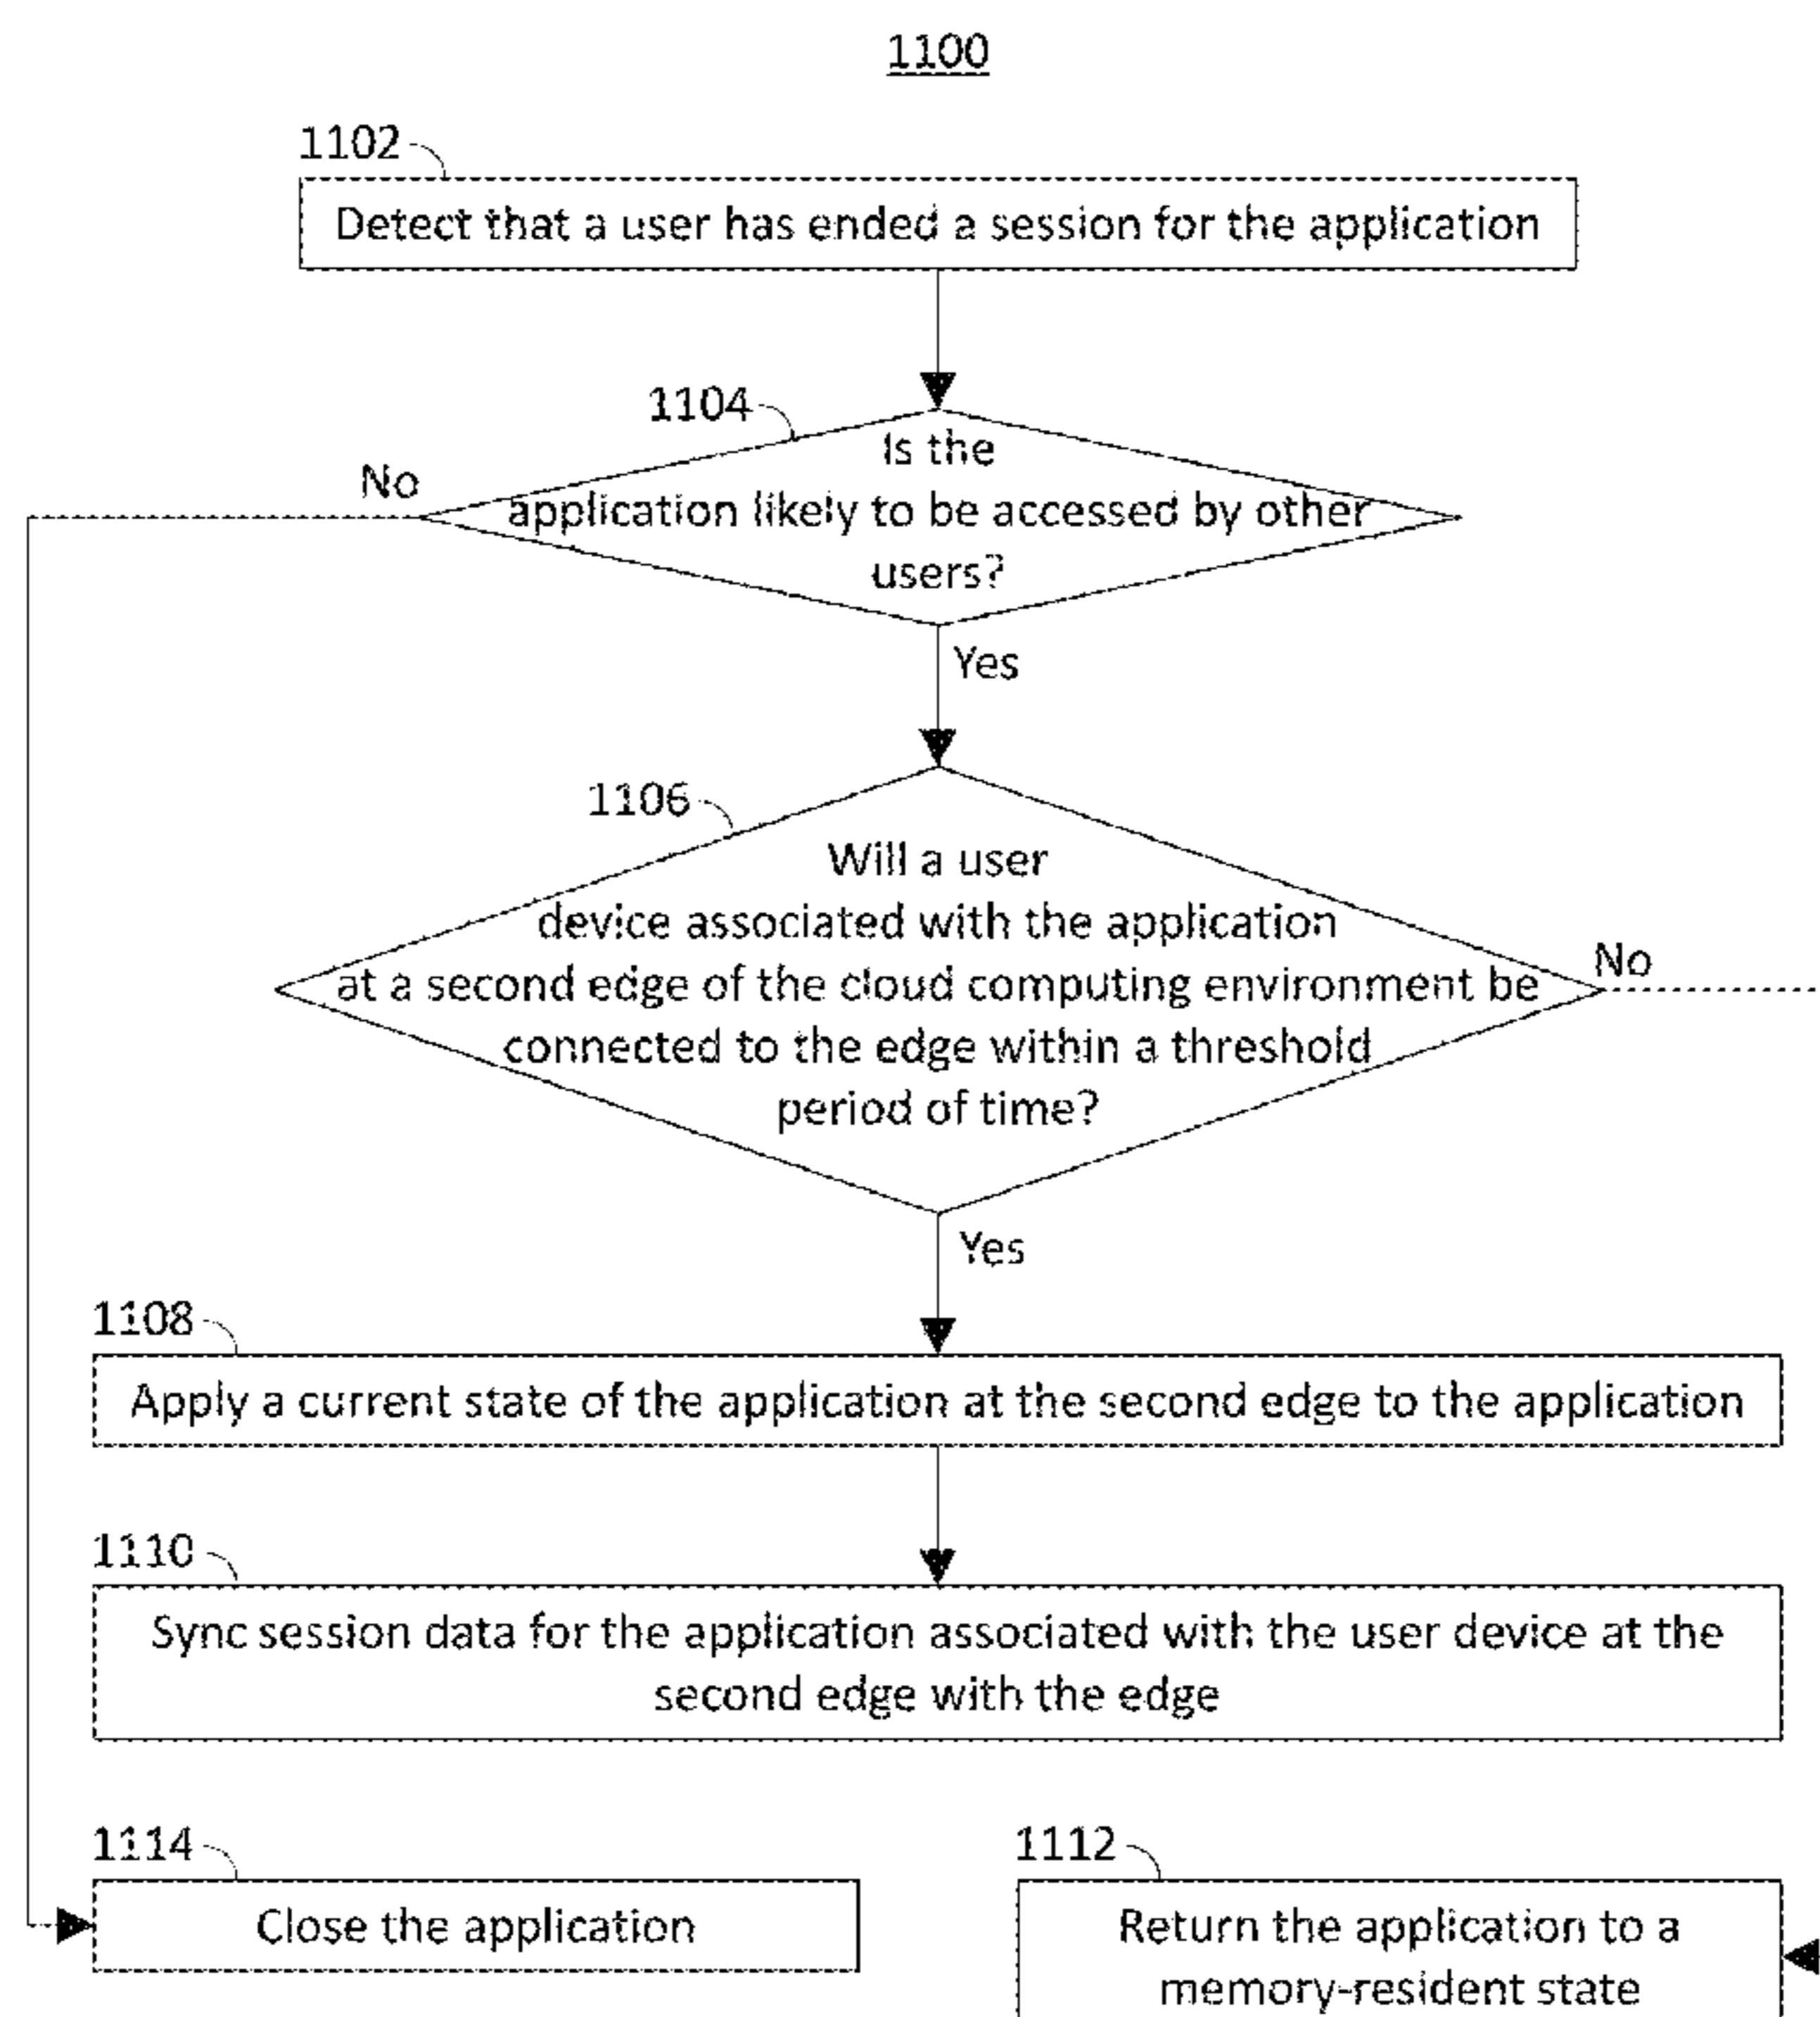 1100
1102
Detect that a user has ended a session for the application
1104
Is the
application likely to be accessed by other
users?
No
Yes
1106
Will a user
device associated with the application
at a second edge of the cloud computing environment be
connected to the edge within a threshold
period of time?
No
Yes
1108
Apply a current state of the application at the second edge to the application
1110
Sync session data for the application associated with the user device at the
second edge with the edge
1114
Close the application
1112
Return the application to a
memory-resident state